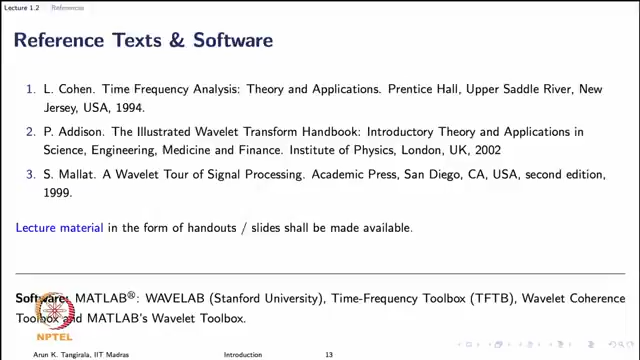 Lecture 1.2 References
Reference Texts & Software
1. L. Cohen. Time Frequency Analysis: Theory and Applications. Prentice Hall, Upper Saddle River, New
Jersey, USA, 1994.
2. P. Addison. The Illustrated Wavelet Transform Handbook: Introductory Theory and Applications in
Science, Engineering, Medicine and Finance. Institute of Physics, London, UK, 2002
3. S. Mallat. A Wavelet Tour of Signal Processing. Academic Press, San Diego, CA, USA, second edition,
1999.
Lecture material in the form of handouts / slides shall be made available.
Software: MATLAB®: WAVELAB (Stanford University), Time-Frequency Toolbox (TFTB), Wavelet Coherence
Toolbox and MATLAB's Wavelet Toolbox.
NPTEL
Arun K. Tangirala, IIT Madras Introduction 13